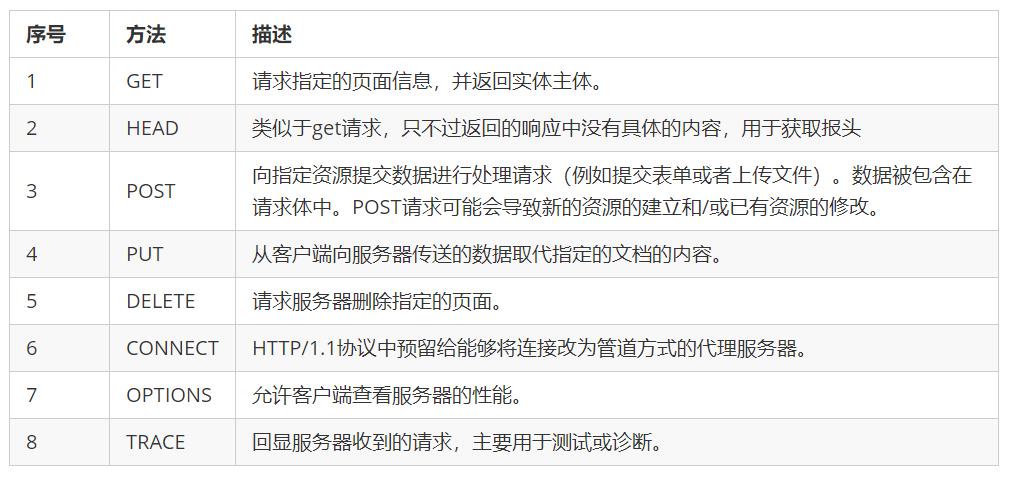 序号 方法 描述
1 GET 请求指定的页面信息，并返回实体主体。
2 HEAD 类似于get请求，只不过返回的响应中没有具体的内容，用于获取报头
3 POST 向指定资源提交数据进行处理请求（例如提交表单或者上传文件）。数据被包含在
请求体中。POST请求可能会导致新的资源的建立和/或已有资源的修改。
4 PUT 从客户端向服务器传送的数据取代指定的文档的内容。
5 DELETE 请求服务器删除指定的页面。
6 CONNECT HTTP/1.1协议中预留给能够将连接改为管道方式的代理服务器。
7 OPTIONS 允许客户端查看服务器的性能。
8 TRACE 回显服务器收到的请求，主要用于测试或诊断。